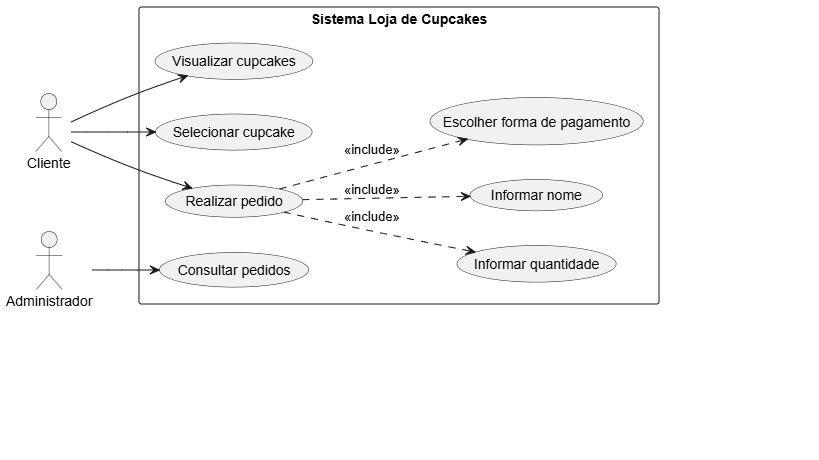 Sistema Loja de Cupcakes
Visualizar cupcakes
Selecionar cupcake
Escolher forma de pagamento
«include»
Cliente
«include»
Realizar pedido
Informar nome
«include»
Informar quantidade
Consultar pedidos
Administrador